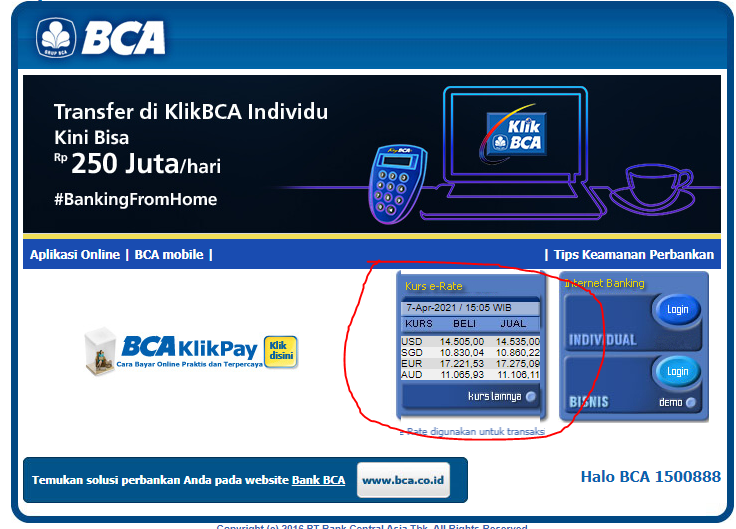 GRUP BCA
BCA
Transfer di KlikBCA Individu
Kini Bisa
Rp 250 Juta/hari
#BankingFromHome
KeyBCA
Klik
BCA
Aplikasi Online | BCA mobile |
| Tips Keamanan Perbankan
Kurs e-Rate
7-Apr-2021 / 15:05 WIB
KURS BELI JUAL
USD 14.505,00 14.535,00
SGD 10.830,04 10.860,22
EUR 17.221,53 17.275,09
AUD 11.065,93 11.106,11
kurs lainnya
e-Rate digunakan untuk transaks
Internet Banking
Login
INDIVIDUAL
Login
BISNIS
demo
BCA KlikPay
Klik
disini
Cara Bayar Online Praktis dan Terpercaya
Temukan solusi perbankan Anda pada website Bank BCA
www.bca.co.id
Halo BCA 1500888
Copyright (c) 2016 PT Bank Central Asia Tbk. All Rights Reserved